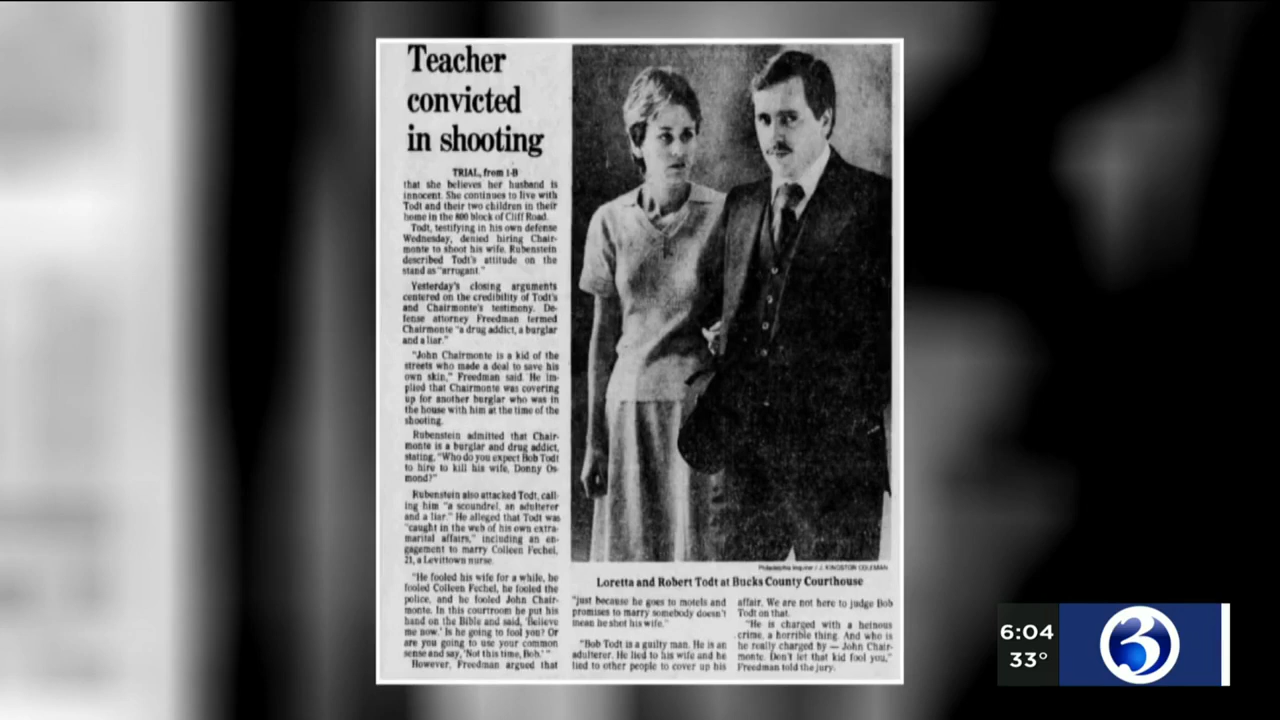 Teacher
convicted
in shooting
TRIAL, from 1-B
that she believes her husband is
innocent. She continues to live with
Todt and their two children in their
home in the 800 block of Cliff Road.
Todt, testifying in his own defense
Wednesday, denied hiring Chair-
monte to shoot his wife. Rubenstein
described Todt's attitude on the
stand as "arrogant."
Yesterday's closing arguments
centered on the credibility of Todt's
and Chairmonte's testimony. De-
fense attorney Freedman termed
Chairmonte "a drug addict, a burglar
and a liar."
"John Chairmonte is a kid of the
streets who made a deal to save his
own skin," Freedman said. He im-
plied that Chairmonte was covering
up for another burglar who was in
the house with him at the time of the
shooting.
Rubenstein admitted that Chair-
monte is a burglar and drug addict,
stating, "Who do you expect Bob Todt
to hire to kill his wife, Donny Os-
mond?"
Rubenstein also attacked Todt, call-
ing him "a scoundrel, an adulterer
and a liar." He alleged that Todt was
"caught in the web of his own extra-
marital affairs," including an en-
gagement to marry Colleen Fechel,
21, a Levittown nurse.
"He fooled his wife for a while, he
fooled Colleen Fechel, he fooled the
police, and he fooled John Chair-
monte. In this courtroom he put his
hand on the Bible and said, 'Believe
me now.' Is he going to fool you? Or
are you going to use your common
sense and say, 'Not this time, Bob.' "
However, Freedman argued that
Philadelphia Inquirer / J. KINGSTON COLEMAN
Loretta and Robert Todt at Bucks County Courthouse
"just because he goes to motels and
promises to marry somebody doesn't
mean he shot his wife."
"Bob Todt is a guilty man. He is an
adulterer. He lied to his wife and he
lied to other people to cover up his
affair. We are not here to judge Bob
Todt on that.
"He is charged with a heinous
crime, a horrible thing. And who is
he really charged by — John Chair-
monte. Don't let that kid fool you,"
Freedman told the jury.
6:04
33°
3